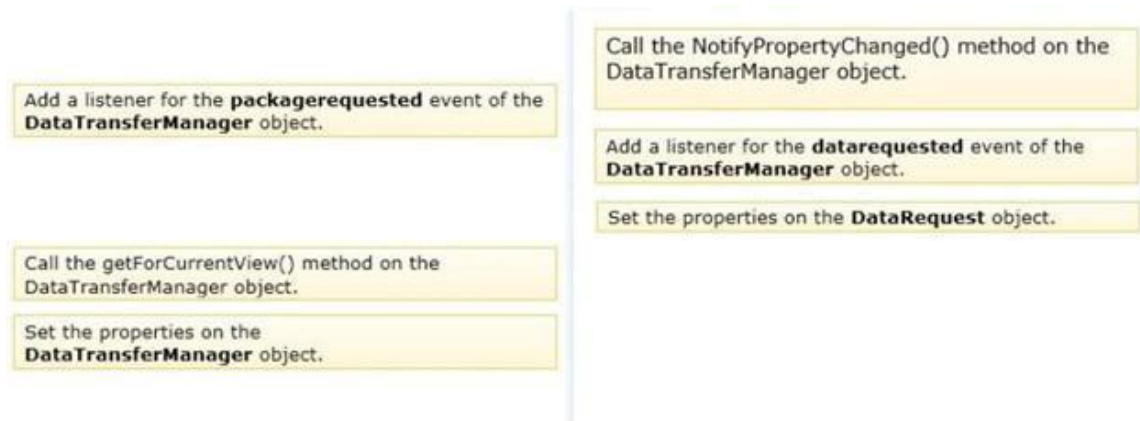 Add a listener for the packagerequested event of the
DataTransferManager object.
Call the getForCurrentView() method on the
DataTransferManager object.
Set the properties on the
DataTransferManager object.
Call the NotifyPropertyChanged() method on the
DataTransferManager object.
Add a listener for the datarequested event of the
DataTransferManager object.
Set the properties on the DataRequest object.